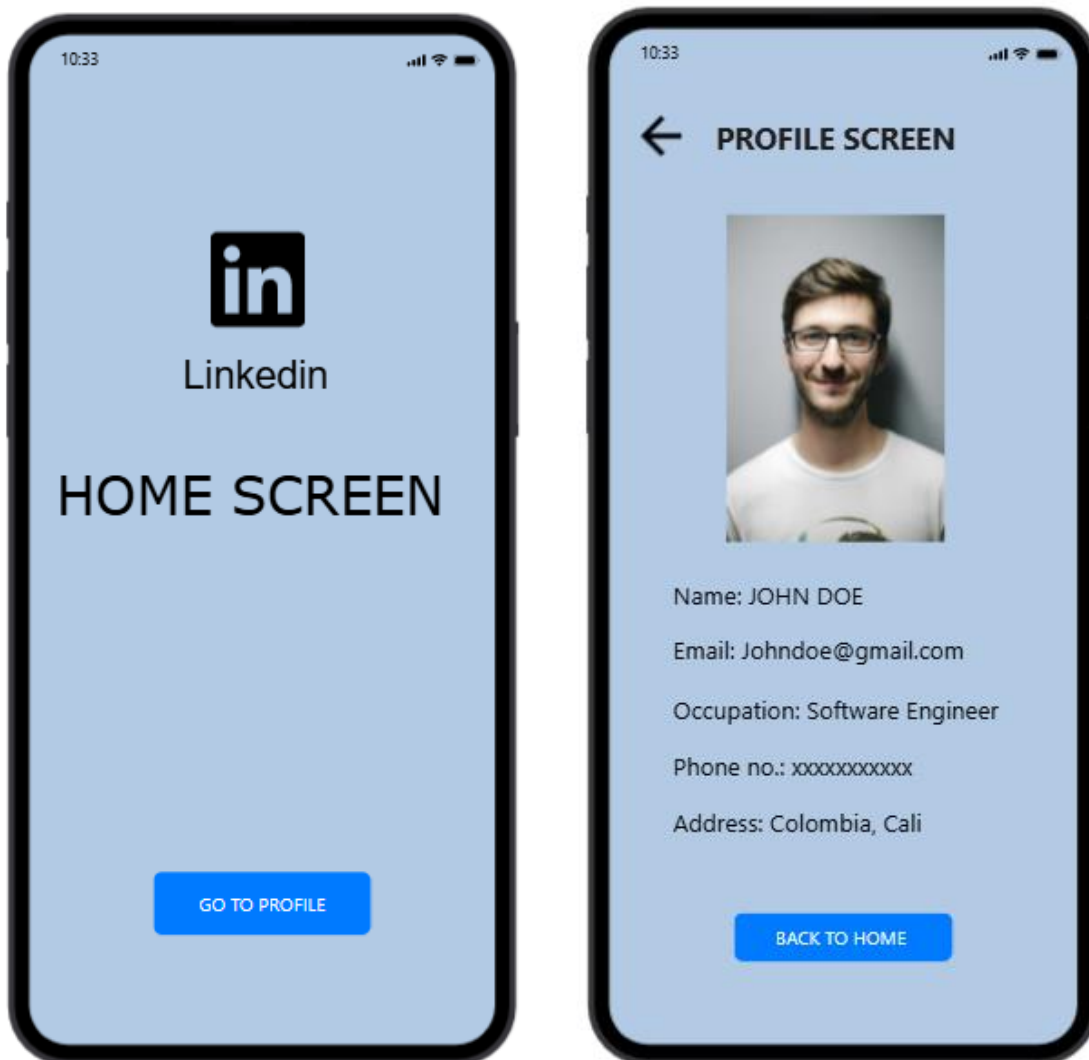 10:33
in
Linkedin
HOME SCREEN
GO TO PROFILE
10:33
PROFILE SCREEN
Name: JOHN DOE
Email: Johndoe@gmail.com
Occupation: Software Engineer
Phone no.: xxxxxxxxxxx
Address: Colombia, Cali
BACK TO HOME